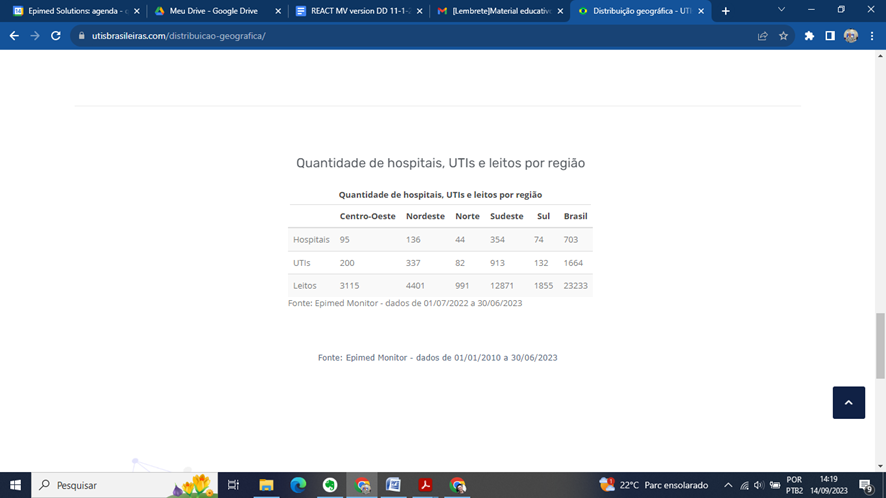 Epimed Solutions: agenda -
Meu Drive - Google Drive
REACT MV version DD 11-1-2
[Lembrete]Material educativo
Distribuição geográfica - UTI
utisbrasileiras.com/distribuicao-geografica/
Quantidade de hospitais, UTIs e leitos por região
Quantidade de hospitais, UTIs e leitos por região
Centro-Oeste Nordeste Norte Sudeste Sul Brasil
Hospitais 95 136 44 354 74 703
UTIs 200 337 82 913 132 1664
Leitos 3115 4401 991 12871 1855 23233
Fonte: Epimed Monitor - dados de 01/07/2022 a 30/06/2023
Fonte: Epimed Monitor - dados de 01/01/2010 a 30/06/2023
Pesquisar
22°C Parc ensolarado
POR
PTB2
14:19
14/09/2023